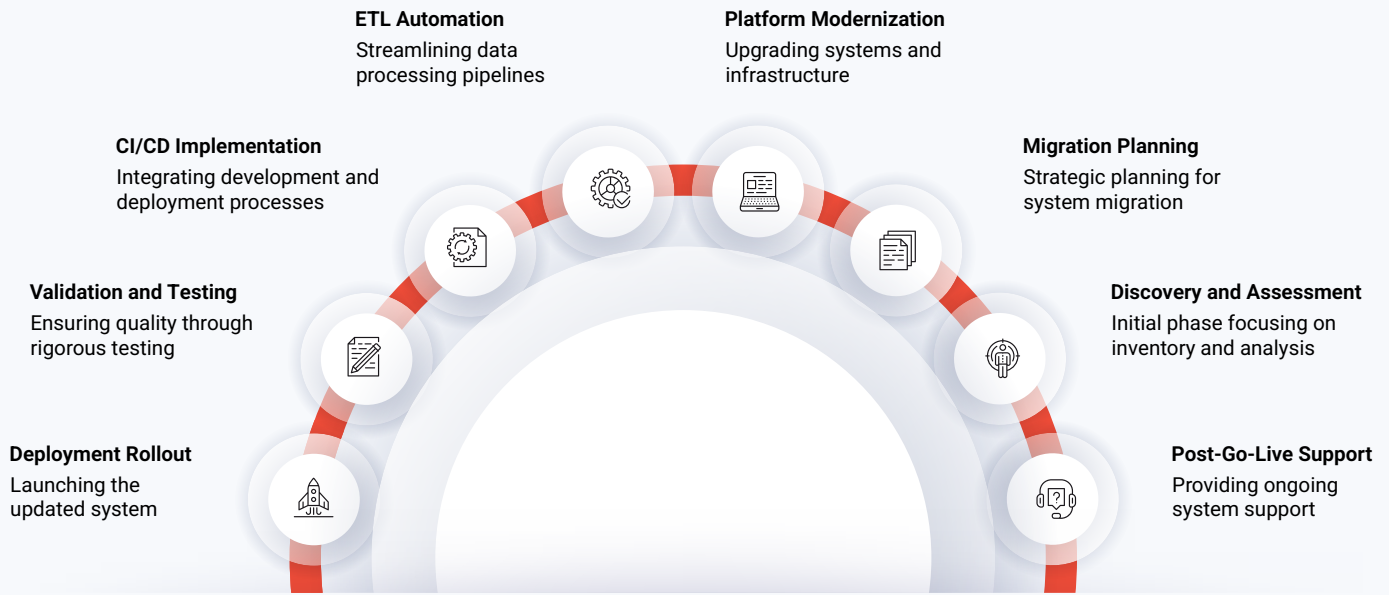 ETL Automation
Streamlining data
processing pipelines
Platform Modernization
Upgrading systems and
infrastructure
CI/CD Implementation
Integrating development and
deployment processes
Migration Planning
Strategic planning for
system migration
Validation and Testing
Ensuring quality through
rigorous testing
Discovery and Assessment
Initial phase focusing on
inventory and analysis
Deployment Rollout
Launching the
updated system
Post-Go-Live Support
Providing ongoing
system support
?